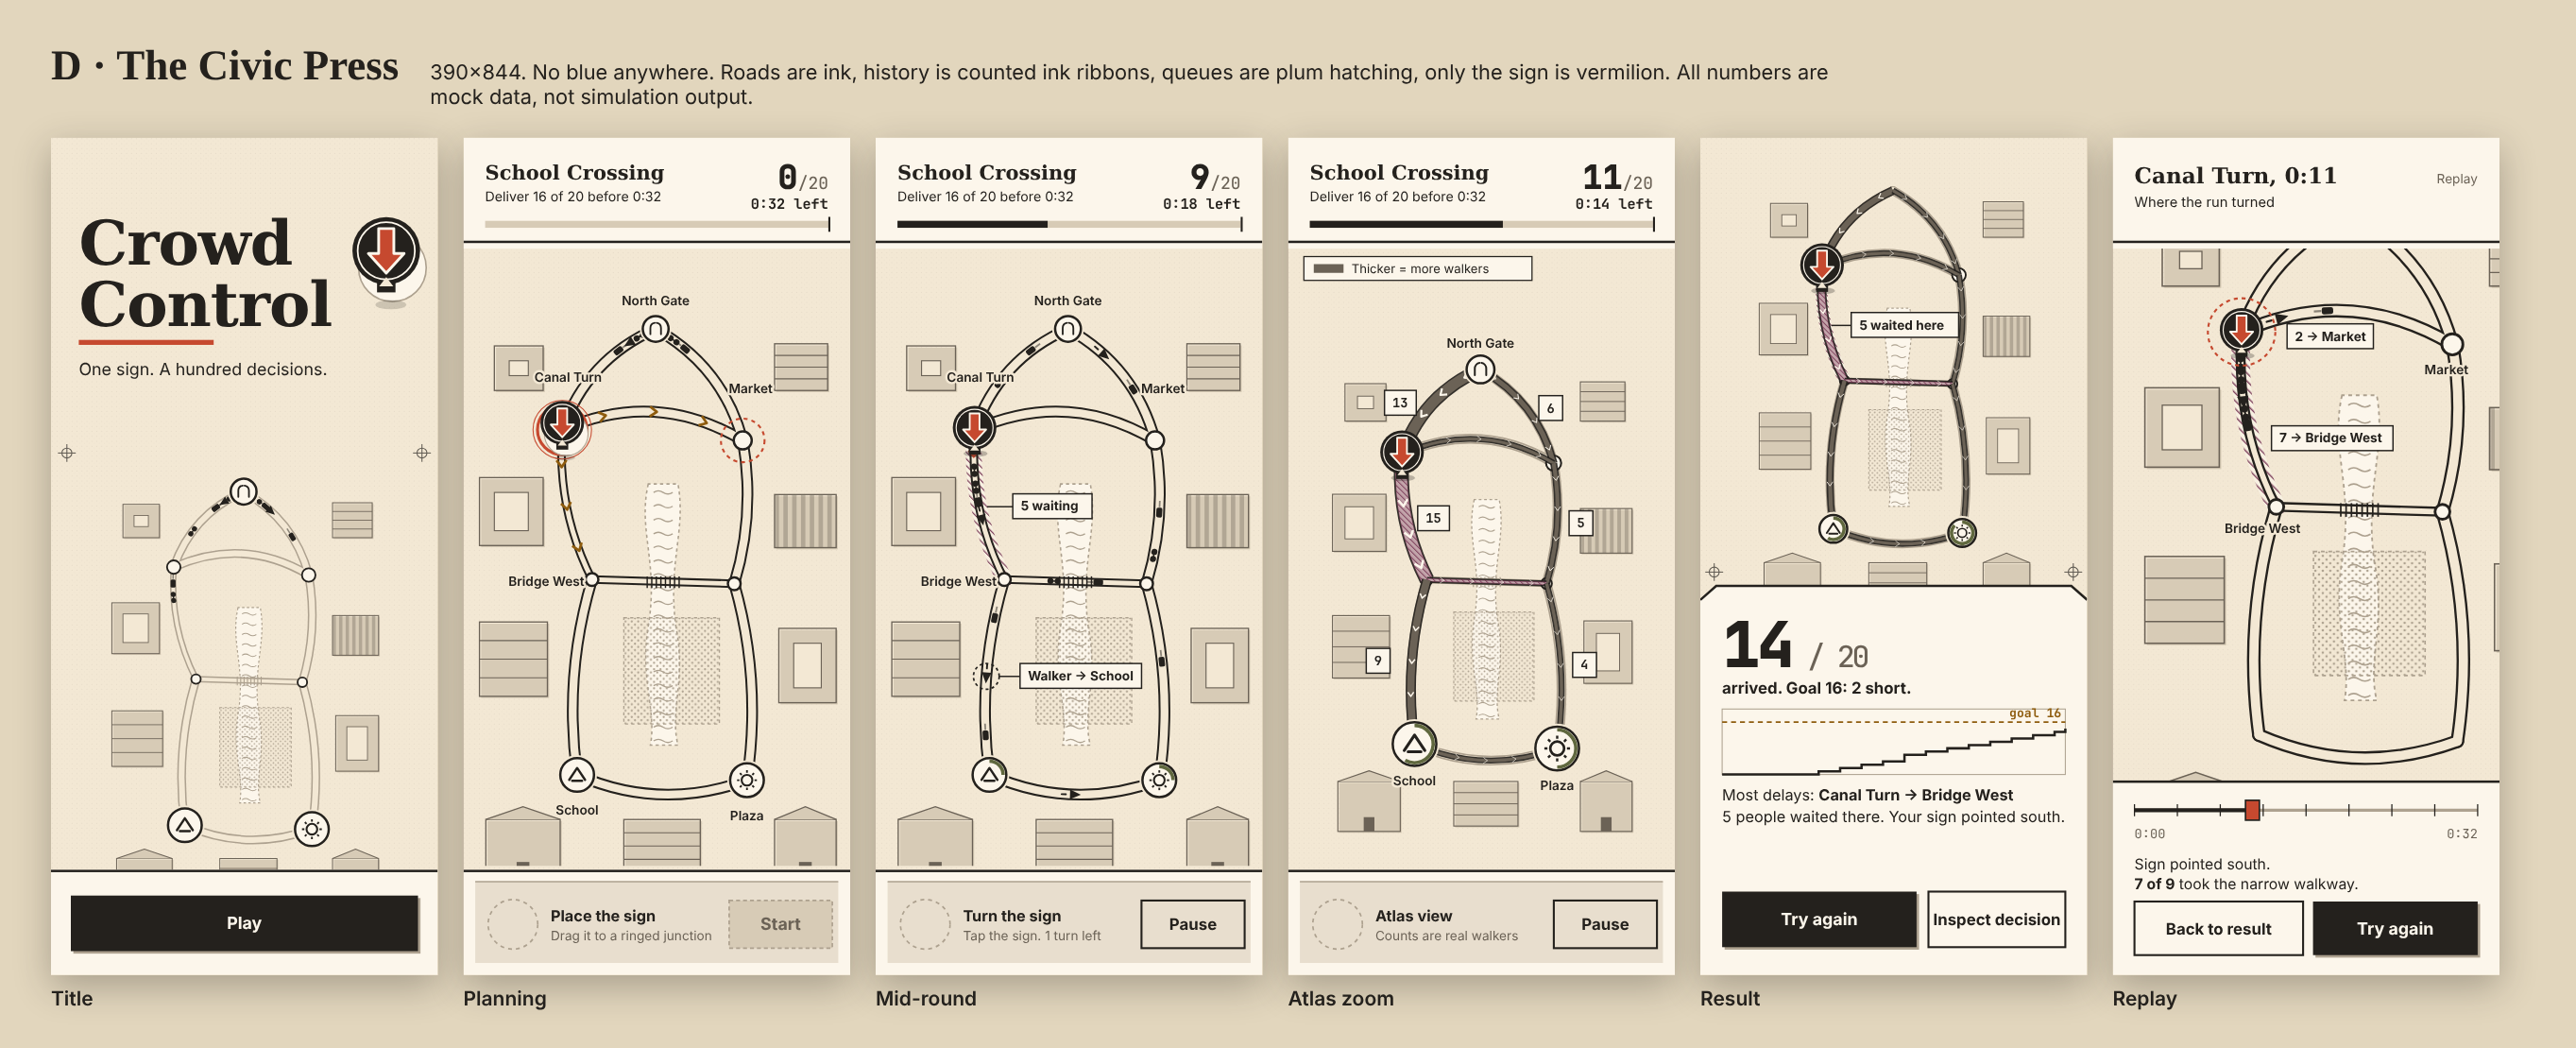 D · The Civic Press
390×844. No blue anywhere. Roads are ink, history is counted ink ribbons, queues are plum hatching, only the sign is vermilion. All numbers are
mock data, not simulation output.
Crowd
Control
One sign. A hundred decisions.
Play
Title
School Crossing
Deliver 16 of 20 before 0:32
0/20
0:32 left
North Gate
Canal Turn
Market
Bridge West
School
Plaza
Place the sign
Drag it to a ringed junction
Start
Planning
School Crossing
Deliver 16 of 20 before 0:32
9/20
0:18 left
North Gate
Canal Turn
Market
5 waiting
Bridge West
Walker → School
Turn the sign
Tap the sign. 1 turn left
Pause
Mid-round
School Crossing
Deliver 16 of 20 before 0:32
11/20
0:14 left
Thicker = more walkers
North Gate
13
6
15
5
9
4
School
Plaza
Atlas view
Counts are real walkers
Pause
Atlas zoom
5 waited here
14 / 20
arrived. Goal 16: 2 short.
goal 16
Most delays: Canal Turn → Bridge West
5 people waited there. Your sign pointed south.
Try again
Inspect decision
Result
Canal Turn, 0:11
Replay
Where the run turned
2 → Market
Market
7 → Bridge West
Bridge West
0:00
0:32
Sign pointed south.
7 of 9 took the narrow walkway.
Back to result
Try again
Replay